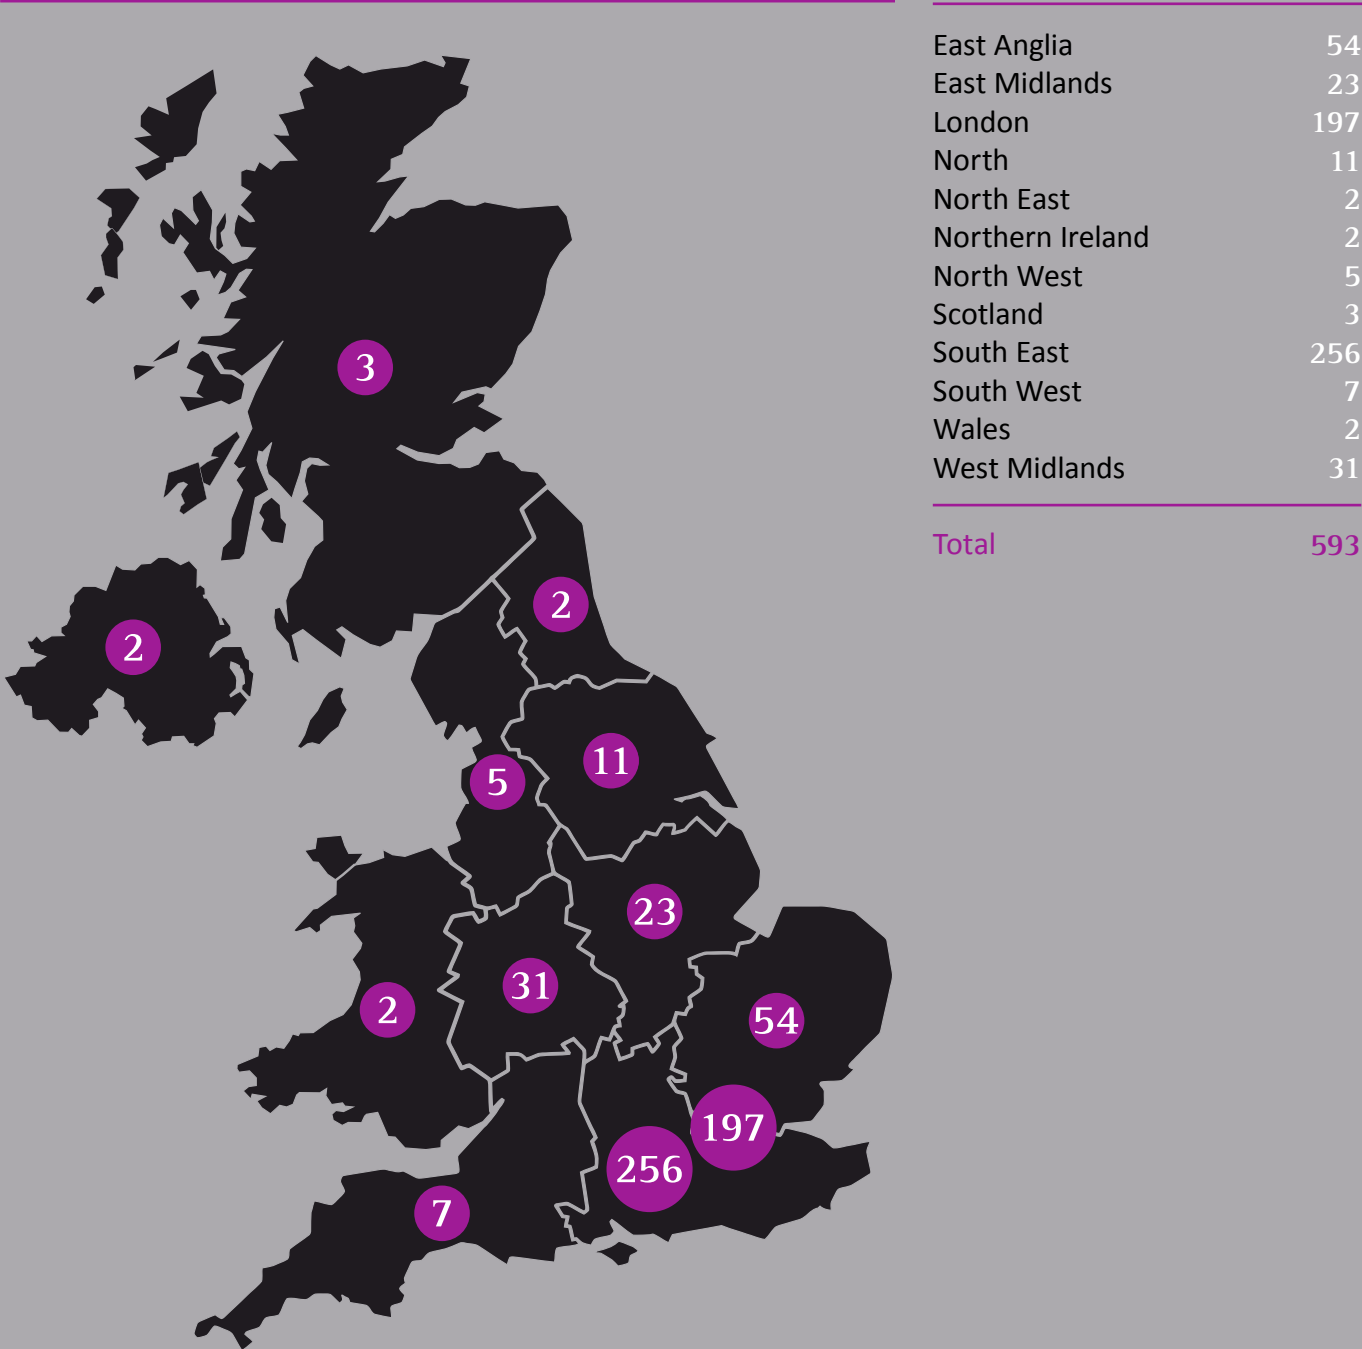 East Anglia 54
East Midlands 23
London 197
North 11
North East 2
Northern Ireland 2
North West 5
Scotland 3
South East 256
South West 7
Wales 2
West Midlands 31
Total 593
3
2
2
11
5
23
31
2
54
197
256
7